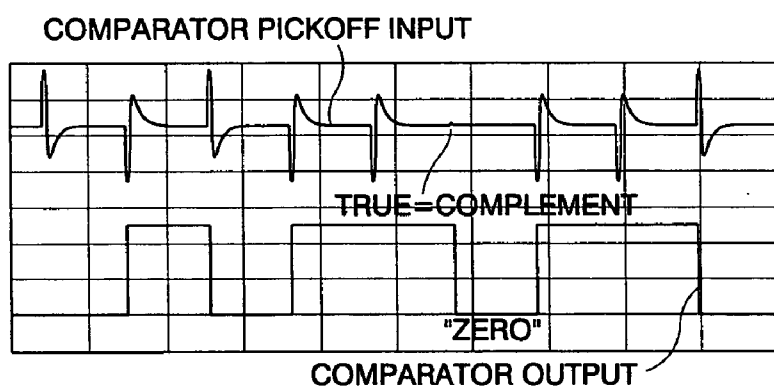 COMPARATOR PICKOFF INPUT
TRUE=COMPLEMENT
"ZERO"
COMPARATOR OUTPUT